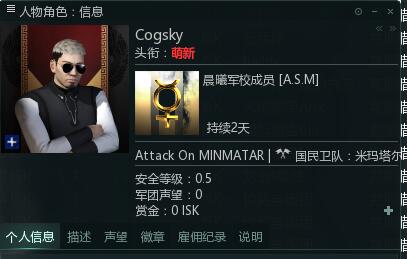 人物角色：信息
Cogsky
头衔：萌新
晨曦军校成员 [A.S.M]
持续2天
Attack On MINMATAR | 国民卫队：米玛塔尔
安全等级：0.5
军团声望：0
赏金：0 ISK
个人信息 描述 声望 徽章 雇佣纪录 说明